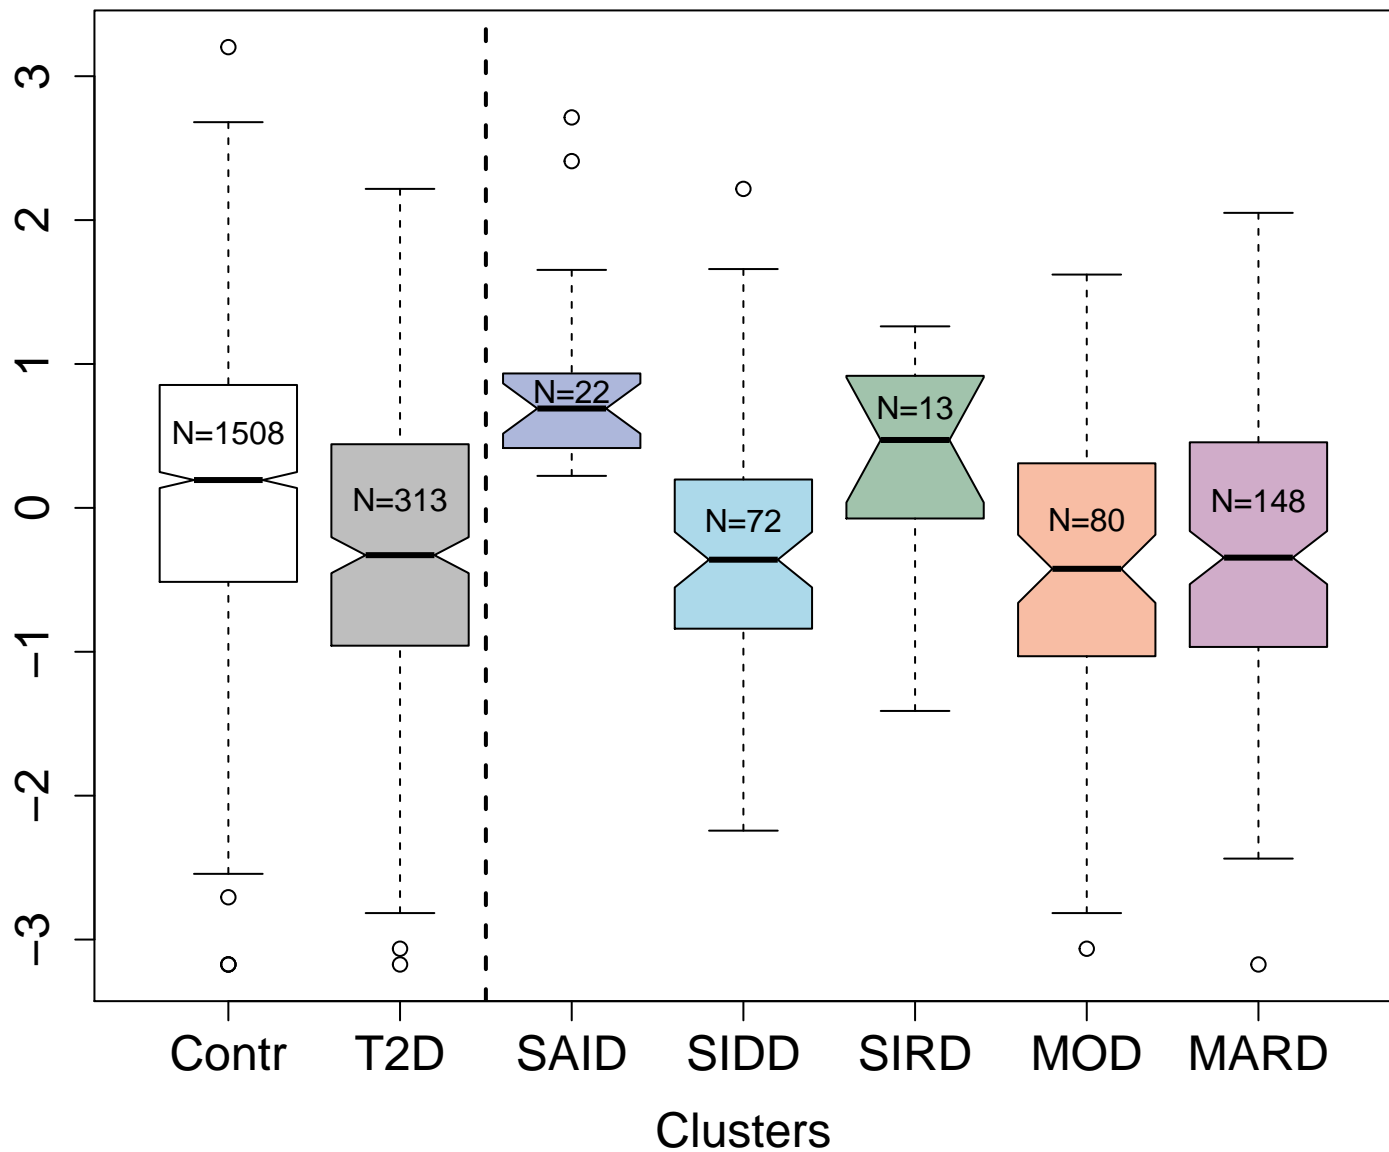 3
2
1
0
−1
−2
−3
N=1508
N=313
N=22
N=72
N=13
N=80
N=148
Contr T2D SAID SIDD SIRD MOD MARD
Clusters